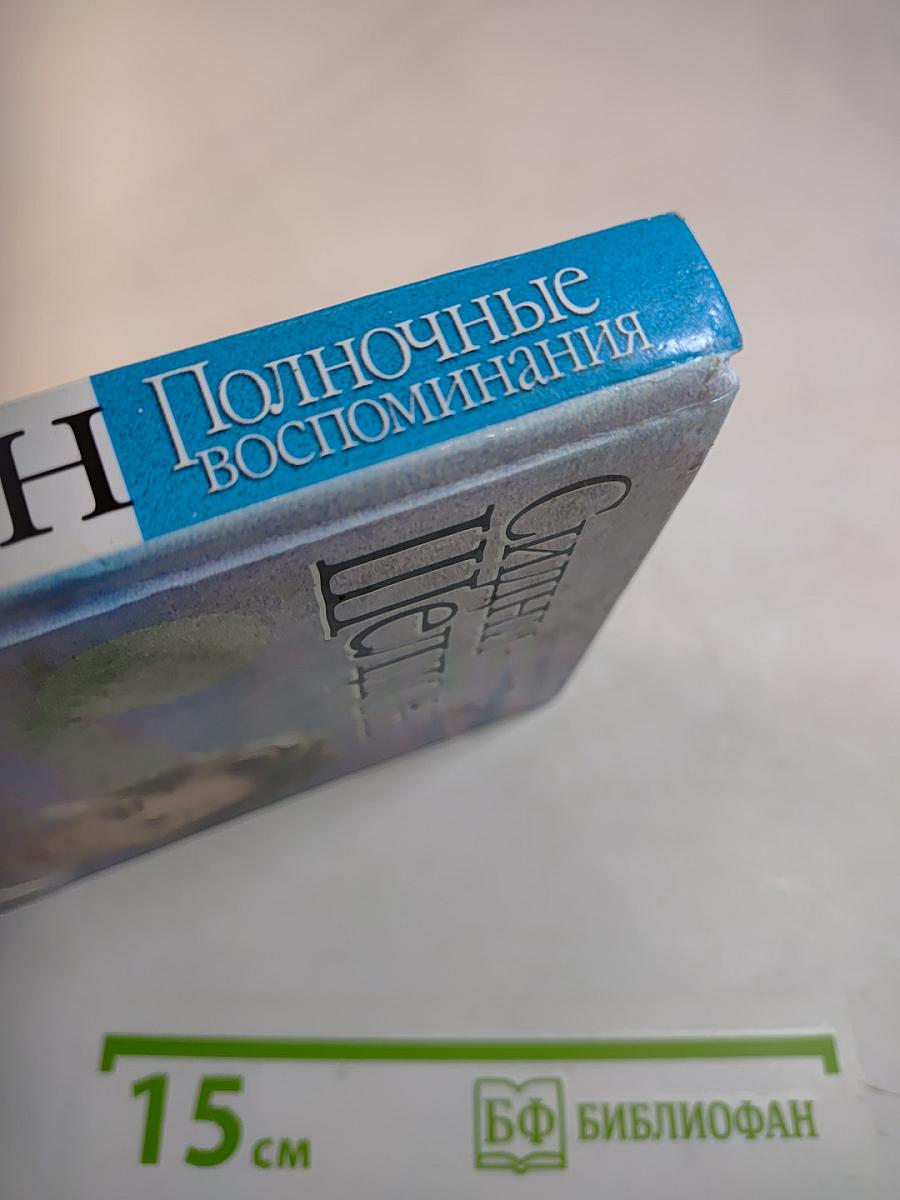 Н
Полночные
воспоминания
15 см
БФ БИБЛИОФАН